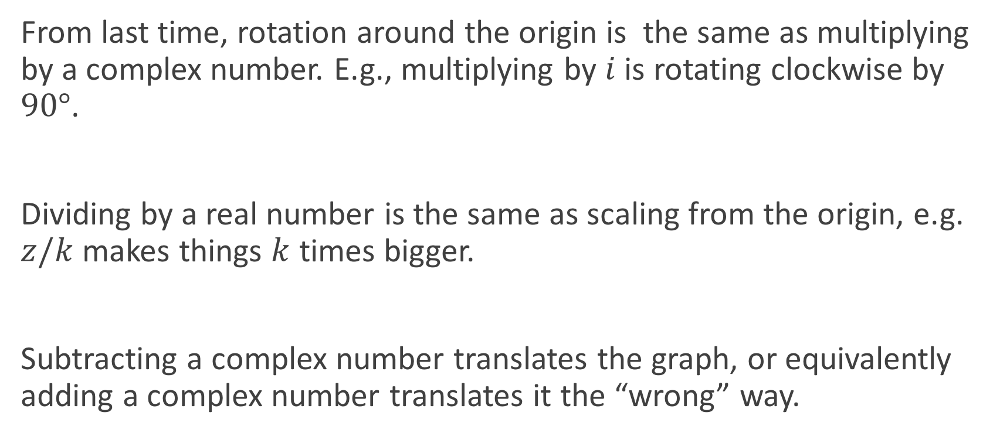 From last time, rotation around the origin is  the same as multiplying
by a complex number. E.g., multiplying by 𝑖 is rotating clockwise by
90°.
Dividing by a real number is the same as scaling from the origin, e.g.
𝑧/𝑘 makes things 𝑘 times bigger.
Subtracting a complex number translates the graph, or equivalently
adding a complex number translates it the “wrong” way.